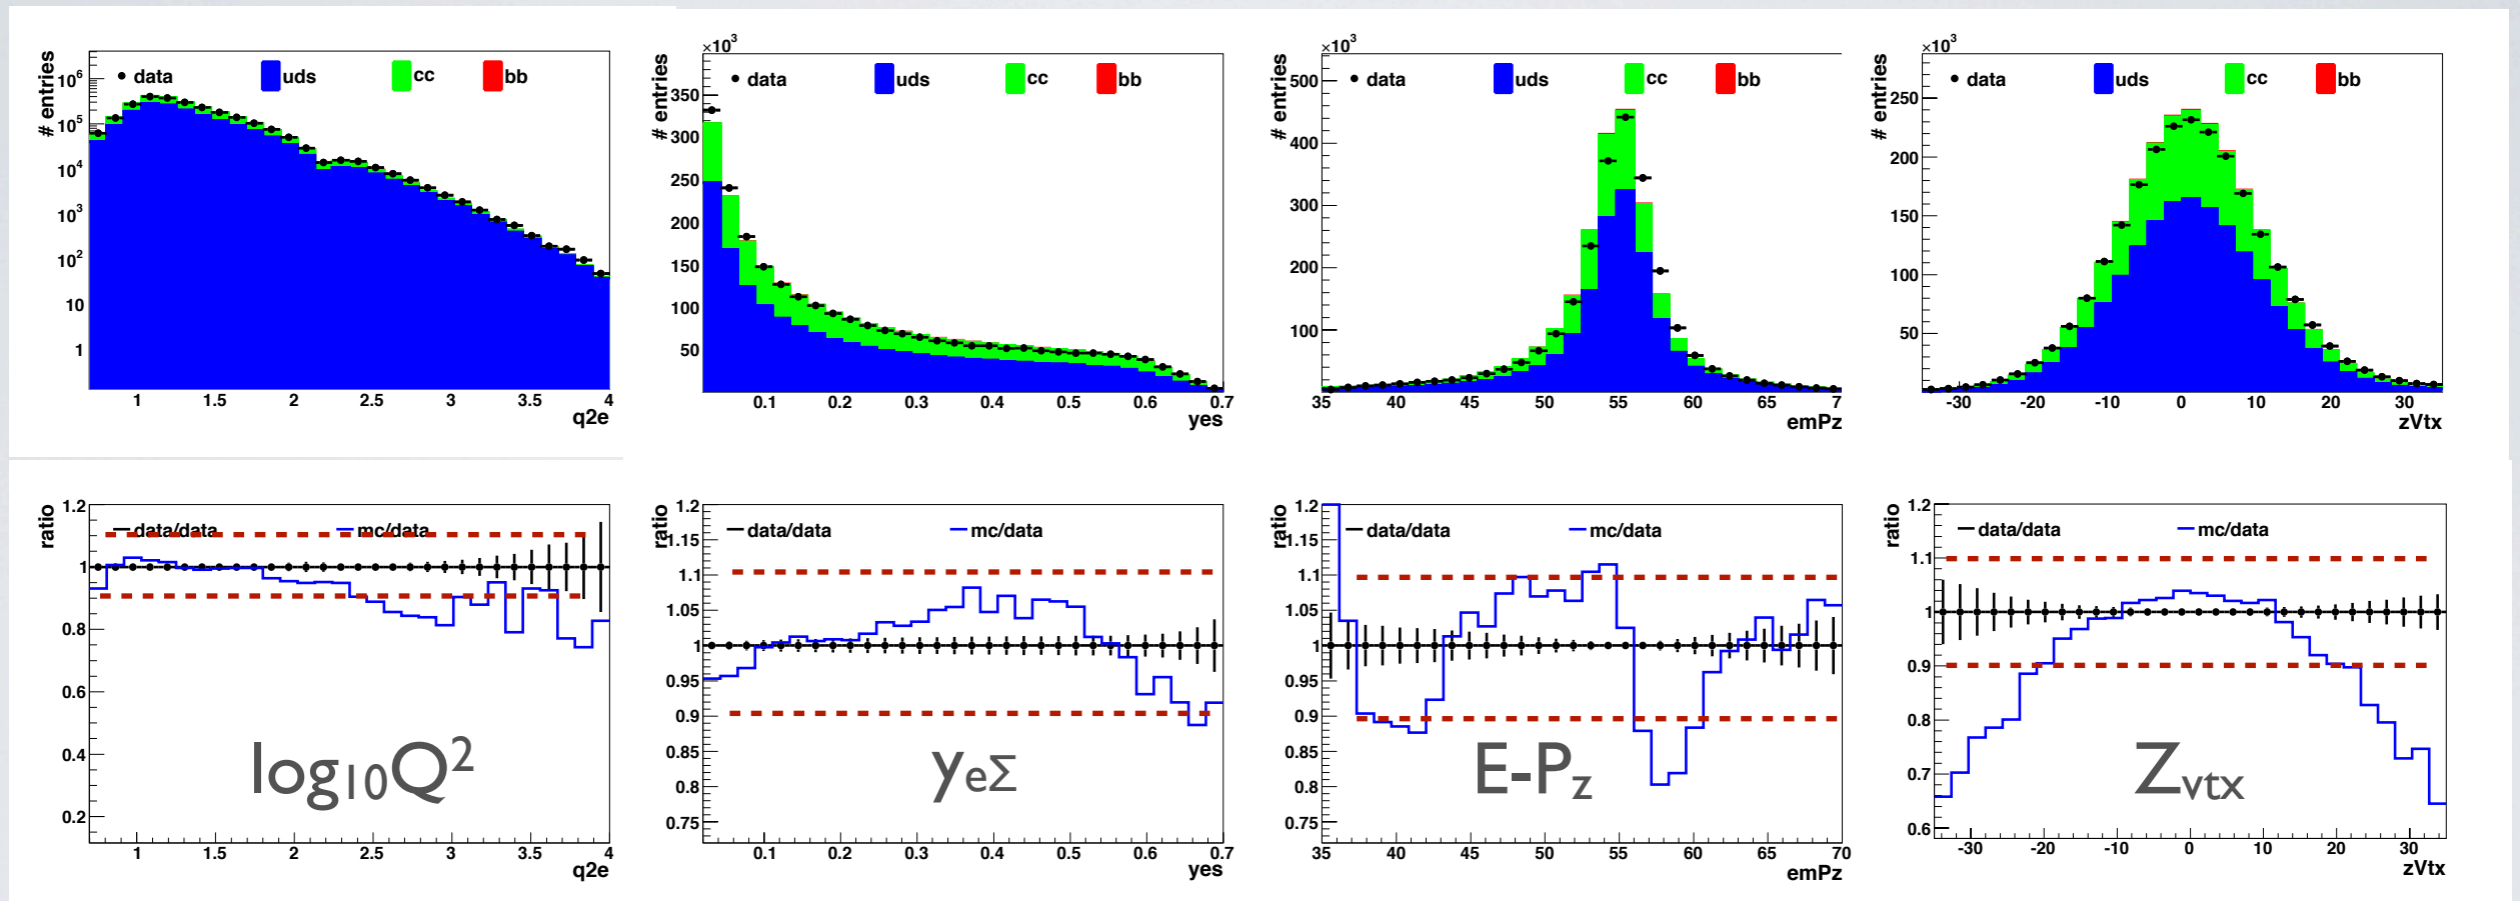 # entries
data uds cc bb
10^6
10^5
10^4
10^3
10^2
10
1
1 1.5 2 2.5 3 3.5 4
q2e
×10^3
# entries
data uds cc bb
350
300
250
200
150
100
50
0.1 0.2 0.3 0.4 0.5 0.6 0.7
yes
×10^3
# entries
data uds cc bb
500
400
300
200
100
35 40 45 50 55 60 65 7
emPz
×10^3
# entries
data uds cc bb
250
200
150
100
50
-30 -20 -10 0 10 20 30
zVtx
ratio
data/data mc/data
1.2
1
0.8
0.6
0.4
0.2
log10Q^2
1 1.5 2 2.5 3 3.5 4
q2e
ratio
data/data mc/data
1.2
1.15
1.1
1.05
1
0.95
0.9
0.85
0.8
0.75
yeΣ
0.1 0.2 0.3 0.4 0.5 0.6 0.7
yes
ratio
data/data mc/data
1.2
1.15
1.1
1.05
1
0.95
0.9
0.85
0.8
0.75
E-Pz
35 40 45 50 55 60 65 70
emPz
ratio
data/data mc/data
1.2
1.1
1
0.9
0.8
0.7
0.6
Zvtx
-30 -20 -10 0 10 20 30
zVtx